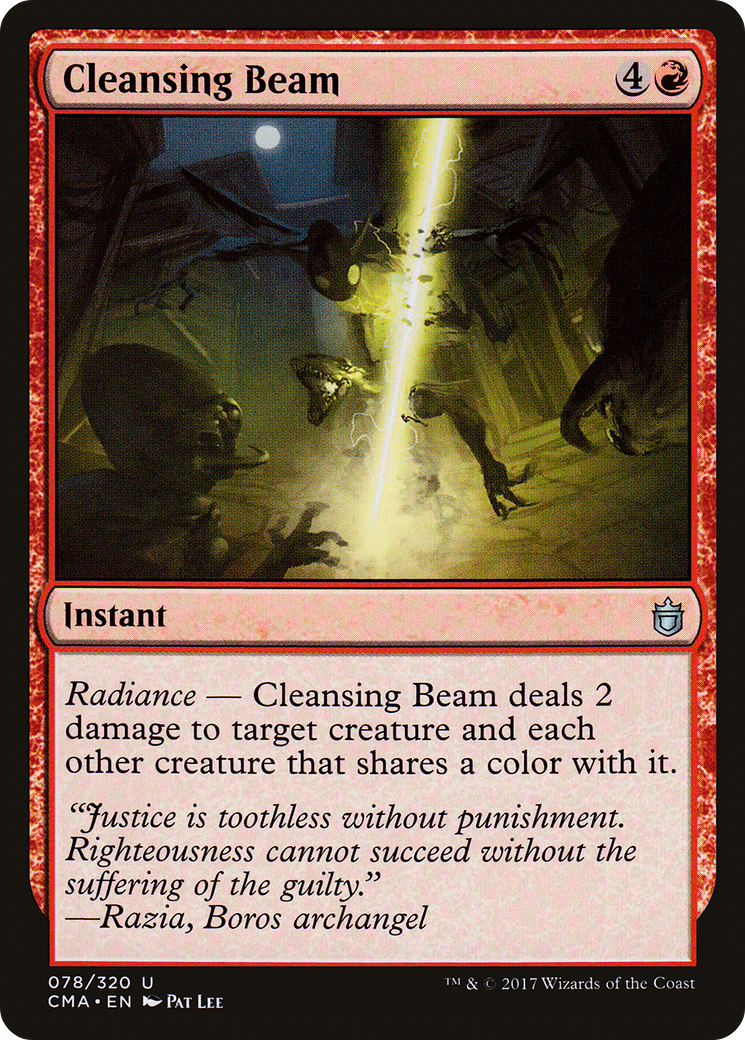 Cleansing Beam
4
Instant
Radiance — Cleansing Beam deals 2
damage to target creature and each
other creature that shares a color with it.
“Justice is toothless without punishment.
Righteousness cannot succeed without the
suffering of the guilty.”
—Razia, Boros archangel
078/320 U
™ & © 2017 Wizards of the Coast
CMA • EN Pat Lee